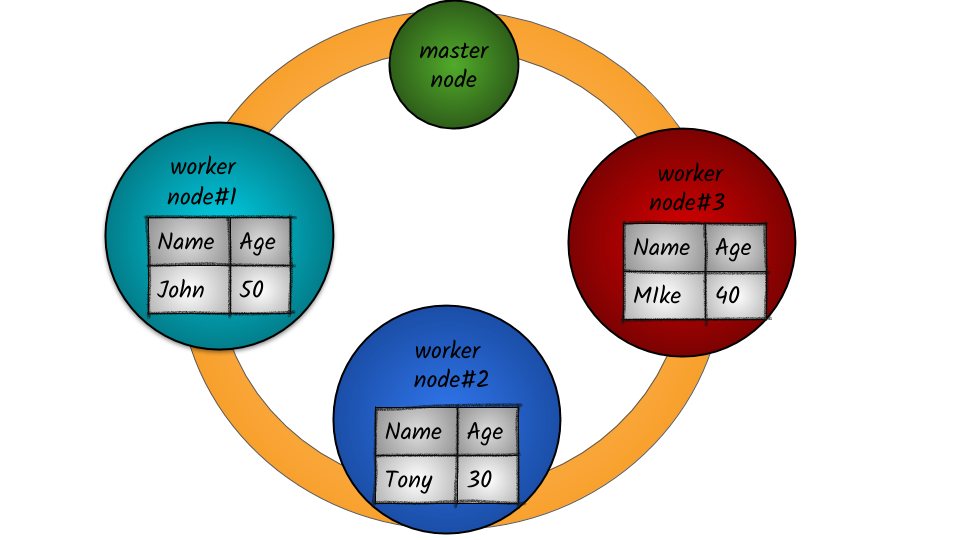 master
node
worker
node#1
Name Age
John 50
worker
node#3
Name Age
MIke 40
worker
node#2
Name Age
Tony 30